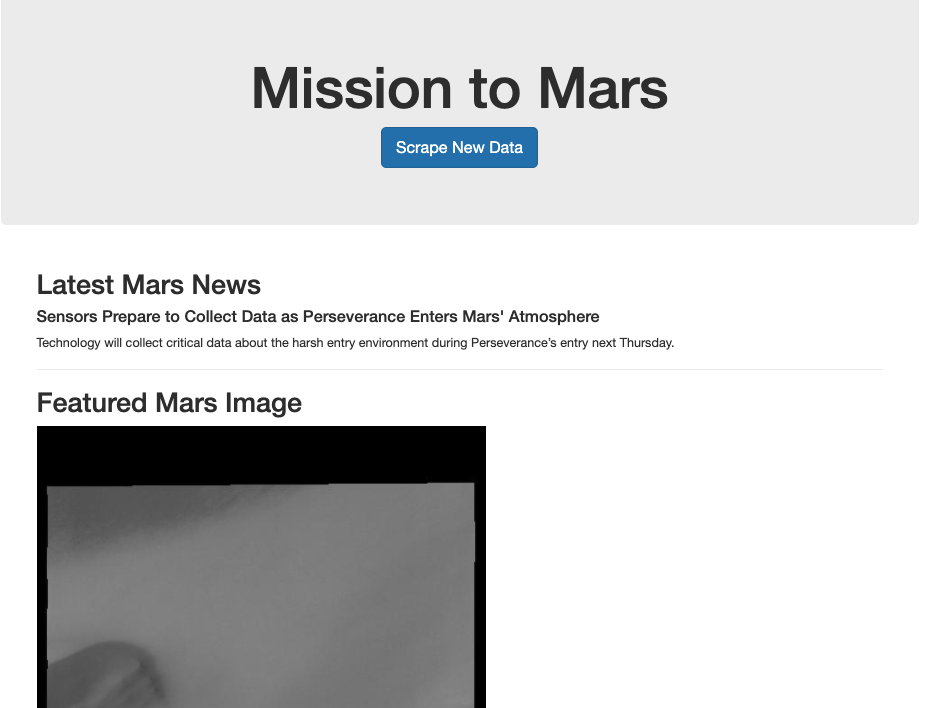 Mission to Mars
Scrape New Data
Latest Mars News
Sensors Prepare to Collect Data as Perseverance Enters Mars' Atmosphere
Technology will collect critical data about the harsh entry environment during Perseverance’s entry next Thursday.
Featured Mars Image